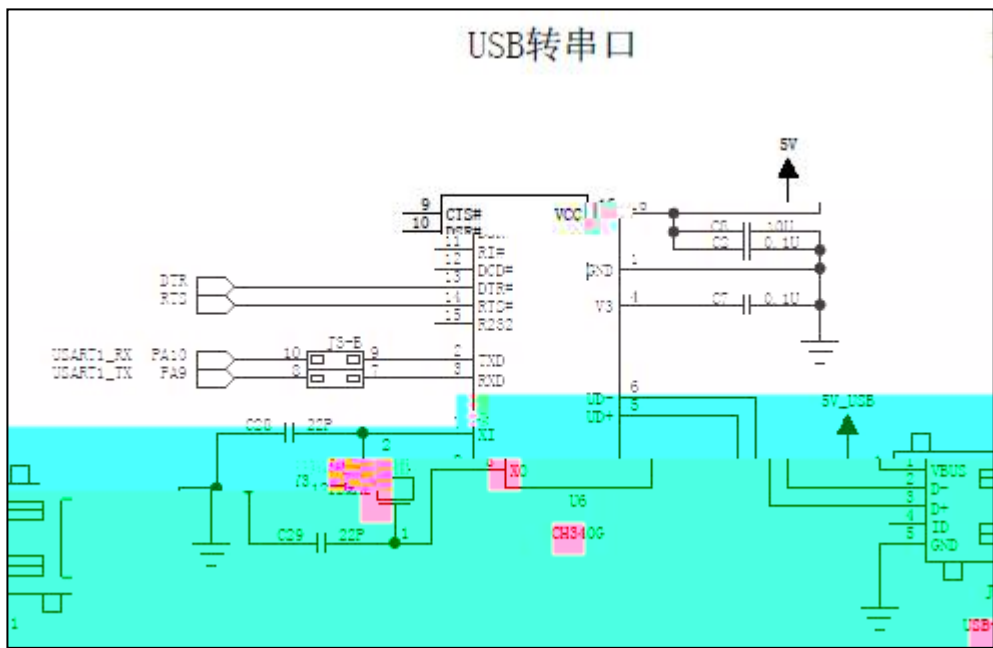 USB转串口
5V
9 CTS# VCC
10
C8 10U
C2 0.1U
11 RI# GND 1
12 DCD#
DTR 13 DTR#
RTS 14 RTS# V3 4 C7 0.1U
15 R232
J3-B
USART1_RX PA10 10 9 2 TXD
USART1_TX PA9 8 7 3 RXD
UD- 6
UD+ 5
5V_USB
C28 22P
2
XI
XO
1 VBUS
2 D-
3 D+
4 ID
5 GND
U6
C29 22P 1
CH340G
J
1
USB